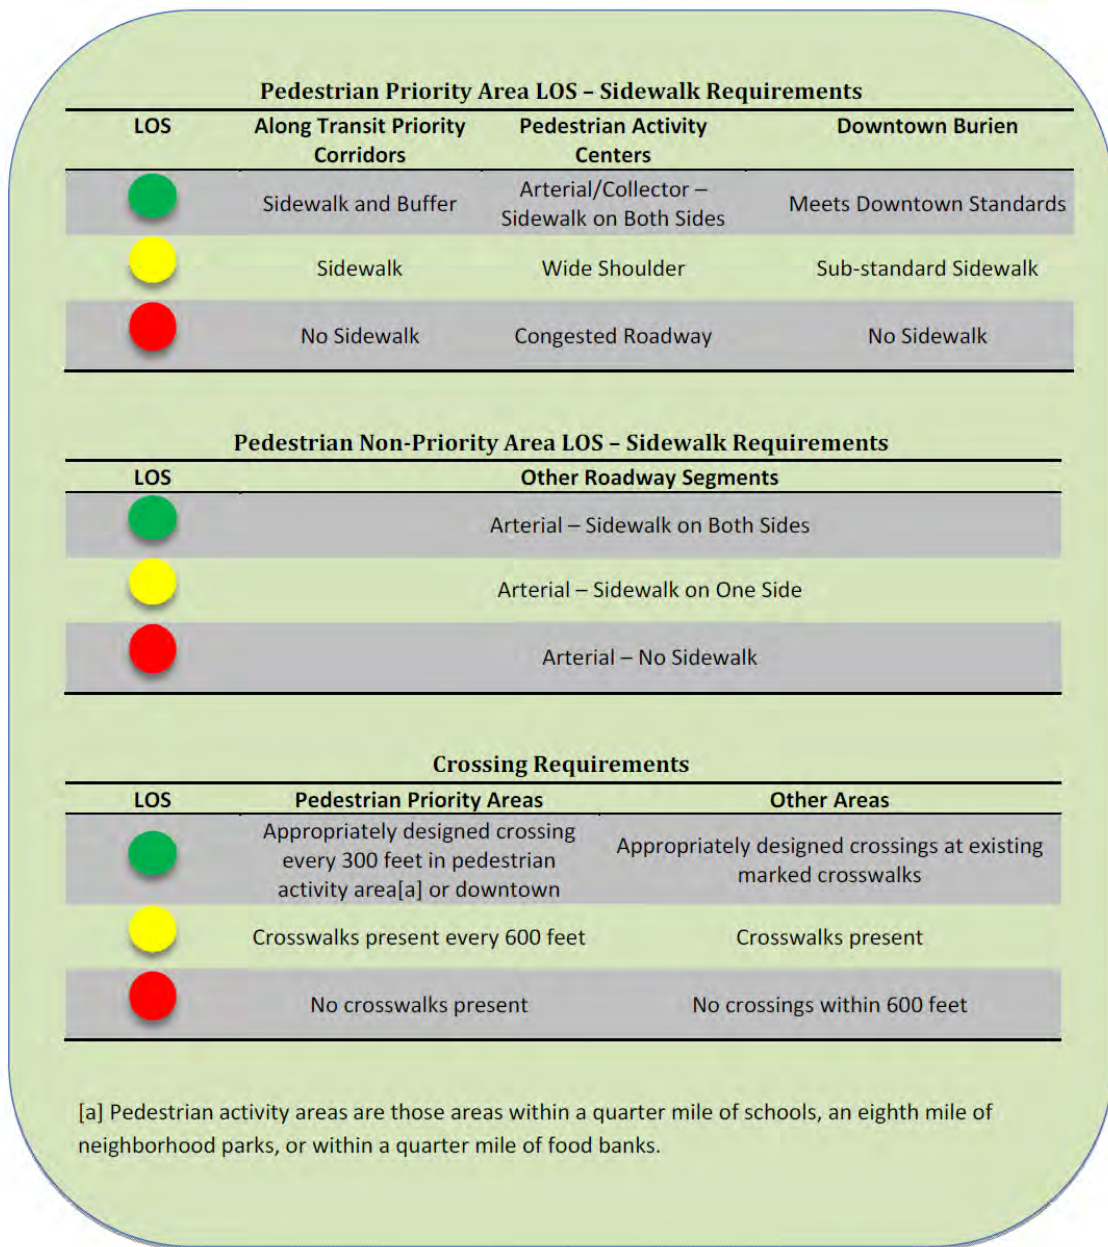 Pedestrian Priority Area LOS – Sidewalk Requirements
LOS Along Transit Priority Corridors Pedestrian Activity Centers Downtown Burien
Sidewalk and Buffer Arterial/Collector – Sidewalk on Both Sides Meets Downtown Standards
Sidewalk Wide Shoulder Sub-standard Sidewalk
No Sidewalk Congested Roadway No Sidewalk
Pedestrian Non-Priority Area LOS – Sidewalk Requirements
LOS Other Roadway Segments
Arterial – Sidewalk on Both Sides
Arterial – Sidewalk on One Side
Arterial – No Sidewalk
Crossing Requirements
LOS Pedestrian Priority Areas Other Areas
Appropriately designed crossing every 300 feet in pedestrian activity area[a] or downtown Appropriately designed crossings at existing marked crosswalks
Crosswalks present every 600 feet Crosswalks present
No crosswalks present No crossings within 600 feet
[a] Pedestrian activity areas are those areas within a quarter mile of schools, an eighth mile of
neighborhood parks, or within a quarter mile of food banks.